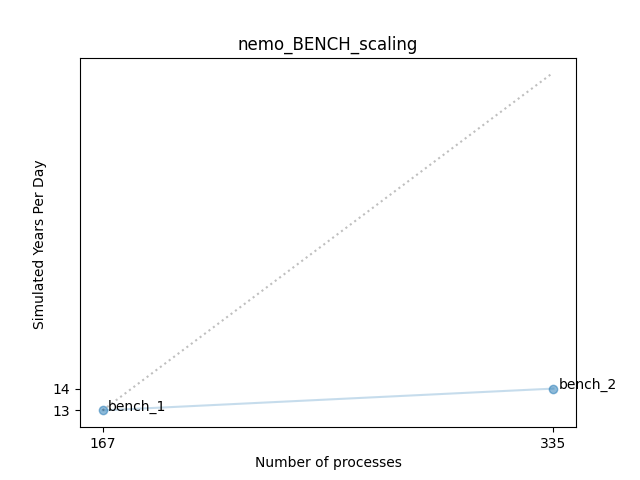 nemo_BENCH_scaling
Simulated Years Per Day
14
13
bench_1
bench_2
167
335
Number of processes